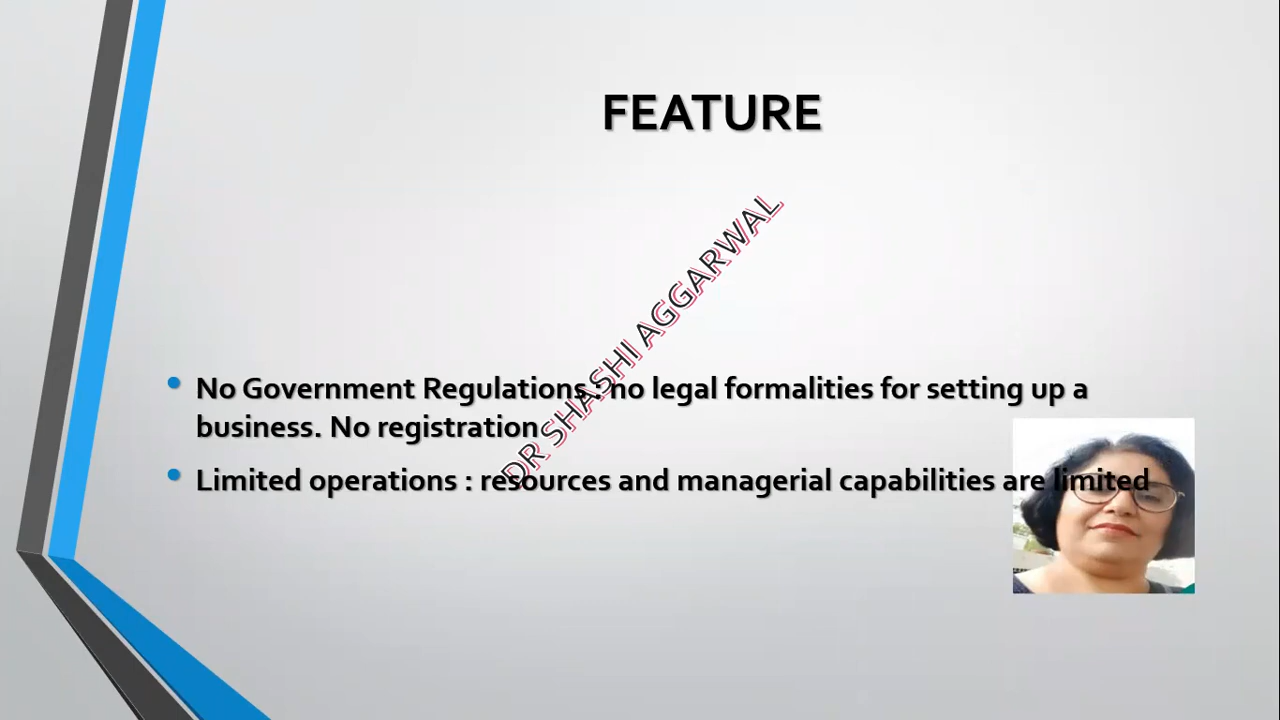 FEATURE
DR SHASHI AGGARWAL
No Government Regulations : no legal formalities for setting up a
business. No registration
Limited operations : resources and managerial capabilities are limited